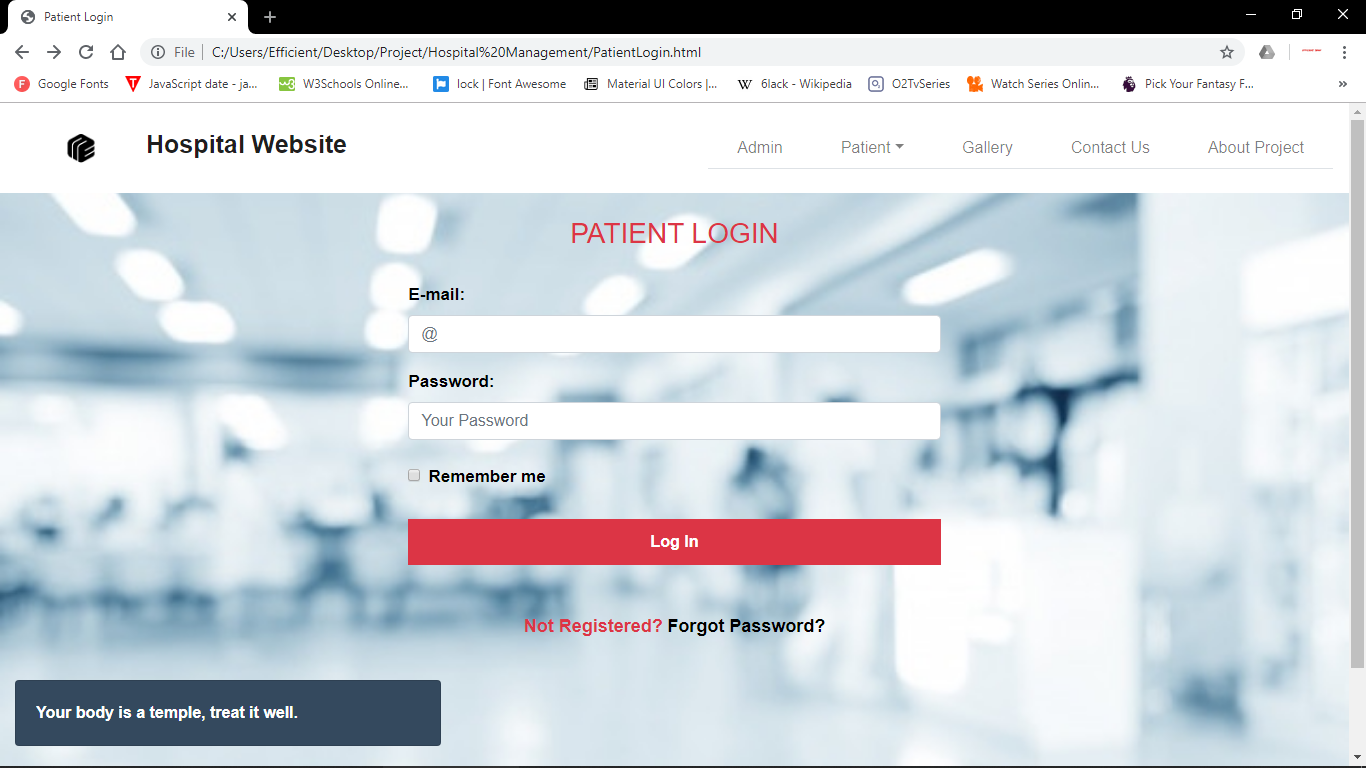 Patient Login
File C:/Users/Efficient/Desktop/Project/Hospital%20Management/PatientLogin.html
Google Fonts JavaScript date - ja... W3Schools Online... lock | Font Awesome Material UI Colors |... 6lack - Wikipedia O2TvSeries Watch Series Onlin... Pick Your Fantasy F...
Hospital Website Admin Patient Gallery Contact Us About Project
PATIENT LOGIN
E-mail:
@
Password:
Your Password
Remember me
Log In
Not Registered? Forgot Password?
Your body is a temple, treat it well.